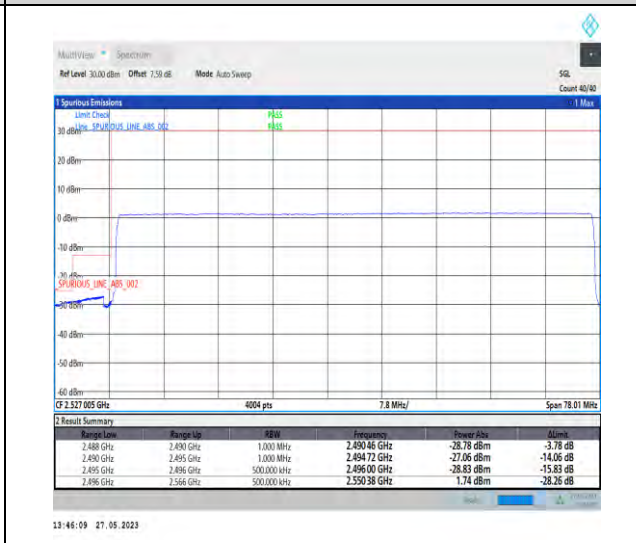 MultiView Spectrum
Ref Level 30.00 dBm Offset 7.59 dB Mode Auto Sweep SGL
Count 40/40
1 Spurious Emissions 1 Max
Limit Check PASS
Line SPURIOUS_LINE_ABS_002 PASS
30 dBm
20 dBm
10 dBm
0 dBm
-10 dBm
-20 dBm
SPURIOUS_LINE_ABS_002
-30 dBm
-40 dBm
-50 dBm
-60 dBm
CF 2.527 005 GHz 4004 pts 7.8 MHz/ Span 78.01 MHz
2 Result Summary
Range Low Range Up RBW Frequency Power Abs ΔLimit
2.488 GHz 2.490 GHz 1.000 MHz 2.490 46 GHz -28.78 dBm -3.78 dB
2.490 GHz 2.495 GHz 1.000 MHz 2.494 72 GHz -27.06 dBm -14.06 dB
2.495 GHz 2.496 GHz 500.000 kHz 2.496 00 GHz -28.83 dBm -15.83 dB
2.496 GHz 2.566 GHz 500.000 kHz 2.550 38 GHz 1.74 dBm -28.26 dB
13:46:09 27.05.2023